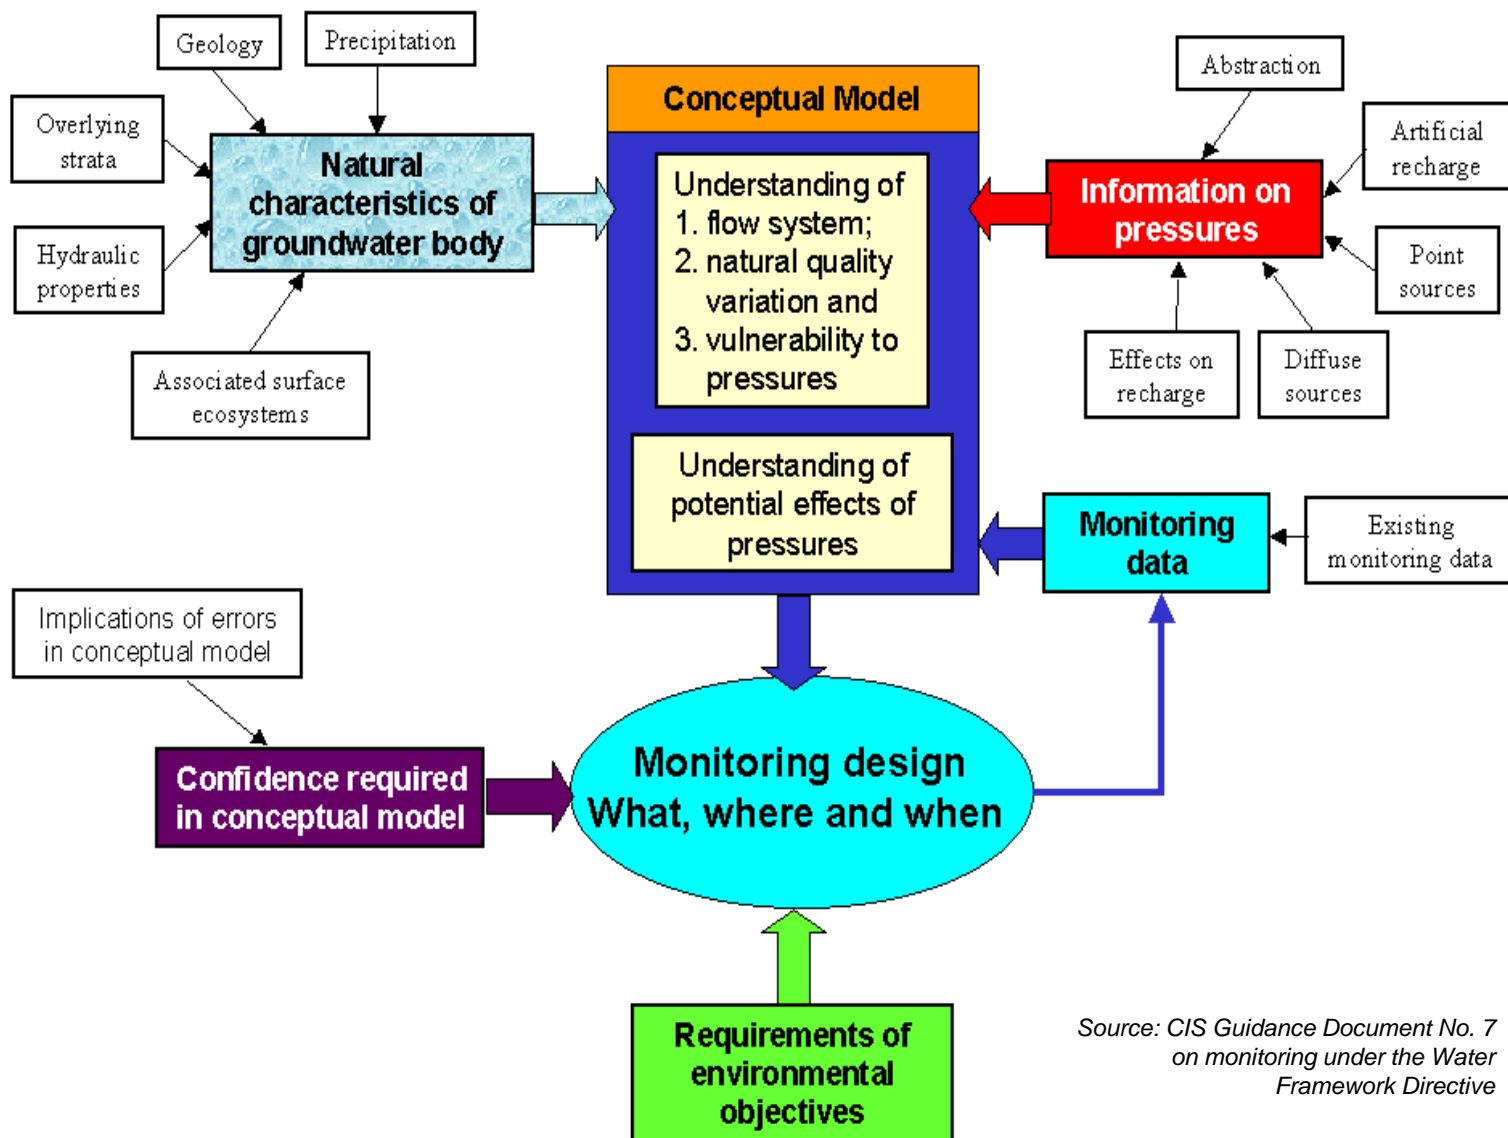 Geology
Precipitation
Overlying
strata
Natural
characteristics of
groundwater body
Hydraulic
properties
Associated surface
ecosystems
Conceptual Model
Understanding of
1. flow system;
2. natural quality
variation and
3. vulnerability to
pressures
Understanding of
potential effects of
pressures
Abstraction
Artificial
recharge
Information on
pressures
Point
sources
Effects on
recharge
Diffuse
sources
Monitoring
data
Existing
monitoring data
Implications of errors
in conceptual model
Confidence required
in conceptual model
Monitoring design
What, where and when
Requirements of
environmental
objectives
Source: CIS Guidance Document No. 7
on monitoring under the Water
Framework Directive